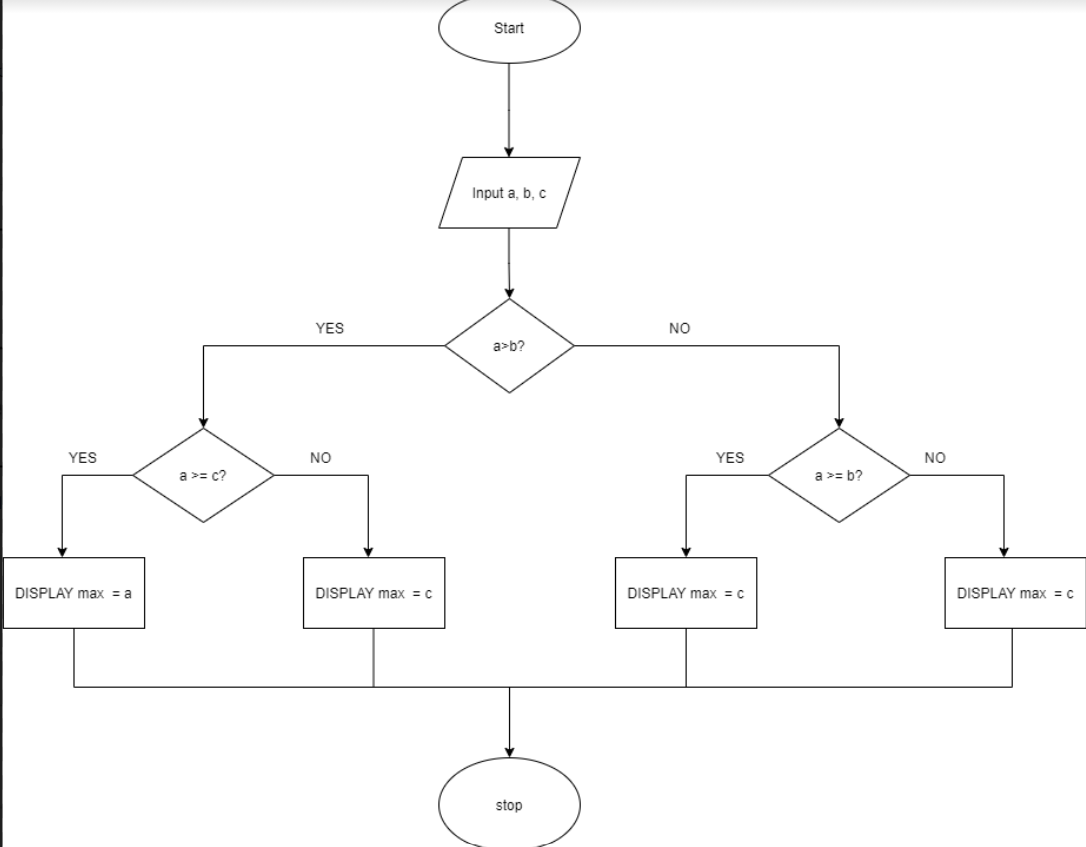 Start
Input a, b, c
YES
a>b?
NO
YES
a >= c?
NO
YES
a >= b?
NO
DISPLAY max = a
DISPLAY max = c
DISPLAY max = c
DISPLAY max = c
stop